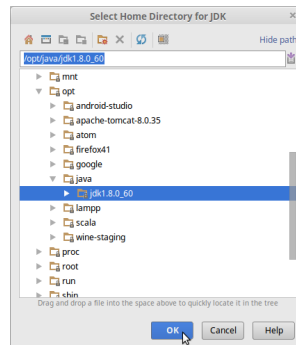 Select Home Directory for JDK
Hide path
/opt/java/jdk1.8.0_60
mnt
opt
android-studio
apache-tomcat-8.0.35
atom
firefox41
google
java
jdk1.8.0_60
lampp
scala
wine-staging
proc
root
run
sbin
Drag and drop a file into the space above to quickly locate it in the tree
OK Cancel Help